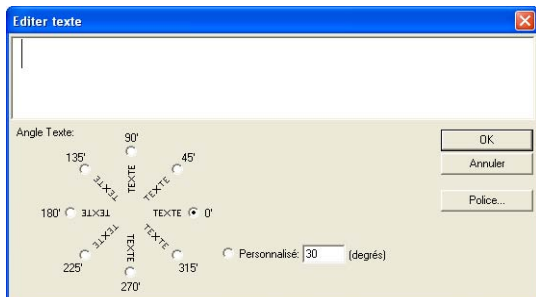 Editer texte
Angle Texte:
90'
135'
45'
TEXTE
TEXTE
TEXTE
180'
TEXTE
TEXTE
0'
TEXTE
TEXTE
TEXTE
225'
315'
270'
Personnalisé: 30 (degrés)
OK
Annuler
Police...